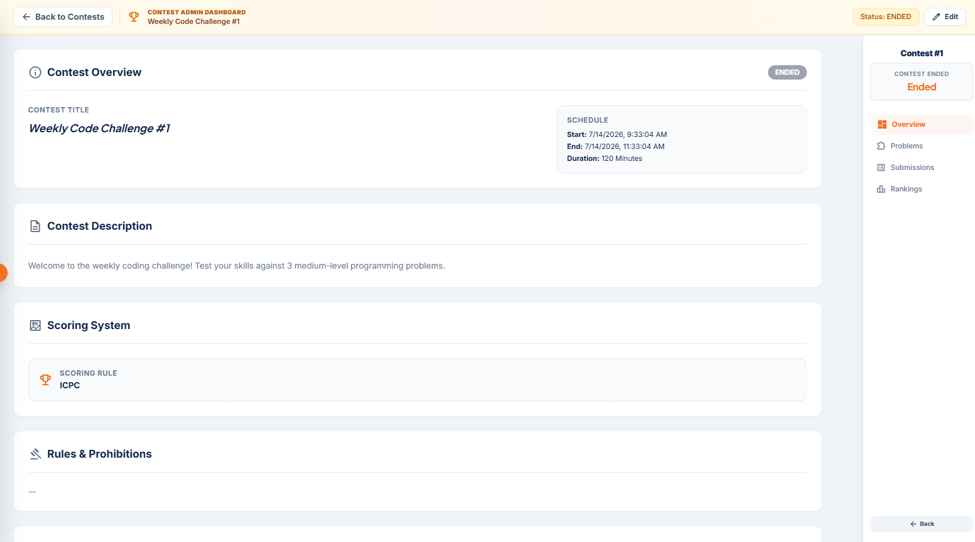 Back to Contests
CONTEST ADMIN DASHBOARD
Weekly Code Challenge #1
Status: ENDED
Edit
Contest Overview
ENDED
CONTEST TITLE
Weekly Code Challenge #1
SCHEDULE
Start: 7/14/2026, 9:33:04 AM
End: 7/14/2026, 11:33:04 AM
Duration: 120 Minutes
Contest Description
Welcome to the weekly coding challenge! Test your skills against 3 medium-level programming problems.
Scoring System
SCORING RULE
ICPC
Rules & Prohibitions
—
Contest #1
CONTEST ENDED
Ended
Overview
Problems
Submissions
Rankings
Back